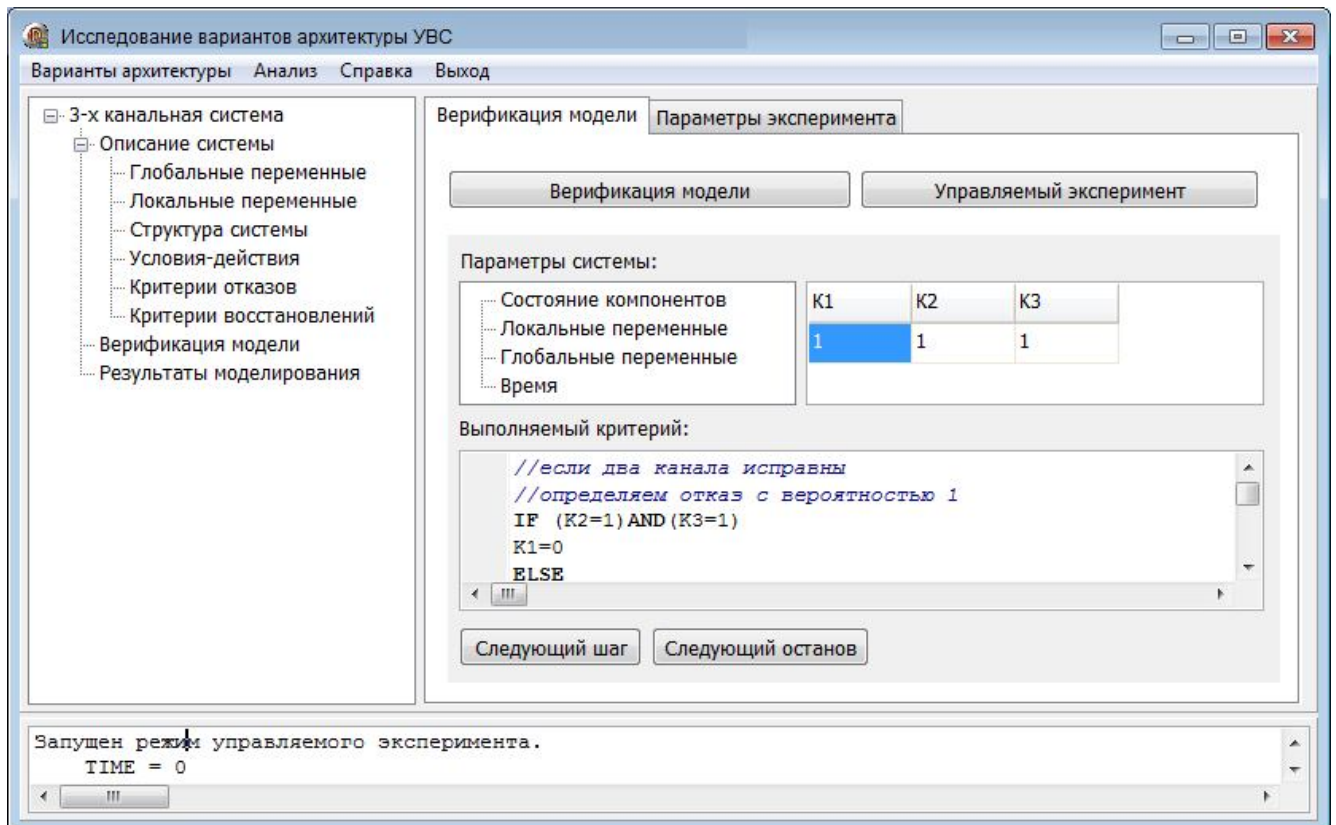 Исследование вариантов архитектуры УВС
Варианты архитектуры Анализ Справка Выход
3-х канальная система
Описание системы
Глобальные переменные
Локальные переменные
Структура системы
Условия-действия
Критерии отказов
Критерии восстановлений
Верификация модели
Результаты моделирования
Верификация модели Параметры эксперимента
Верификация модели Управляемый эксперимент
Параметры системы:
Состояние компонентов
Локальные переменные
Глобальные переменные
Время
K1 K2 K3
1 1 1
Выполняемый критерий:
//если два канала исправны
//определяем отказ с вероятностью 1
IF (K2=1)AND(K3=1)
K1=0
ELSE
Следующий шаг Следующий останов
Запущен режим управляемого эксперимента.
TIME = 0